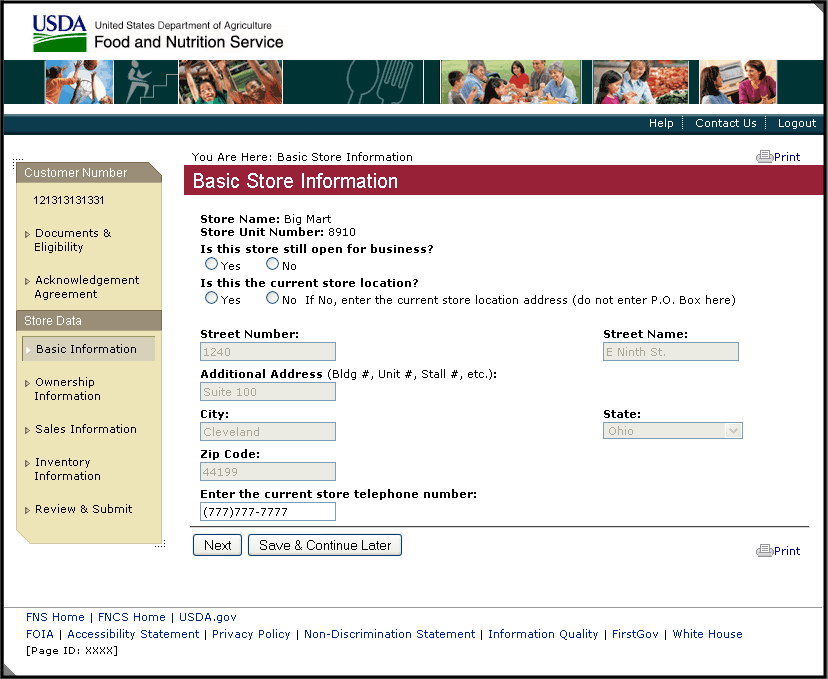 USDA United States Department of Agriculture
Food and Nutrition Service
Help Contact Us Logout
You Are Here: Basic Store Information
Print
Customer Number
121313131331
Documents &
Eligibility
Acknowledgement
Agreement
Store Data
Basic Information
Ownership
Information
Sales Information
Inventory
Information
Review & Submit
Basic Store Information
Store Name: Big Mart
Store Unit Number: 8910
Is this store still open for business?
Yes No
Is this the current store location?
Yes No If No, enter the current store location address (do not enter P.O. Box here)
Street Number: Street Name:
1240 E Ninth St.
Additional Address (Bldg #, Unit #, Stall #, etc.):
Suite 100
City: State:
Cleveland Ohio
Zip Code:
44199
Enter the current store telephone number:
(777)777-7777
Next Save & Continue Later
Print
FNS Home | FNCS Home | USDA.gov
FOIA | Accessibility Statement | Privacy Policy | Non-Discrimination Statement | Information Quality | FirstGov | White House
[Page ID: XXXX]